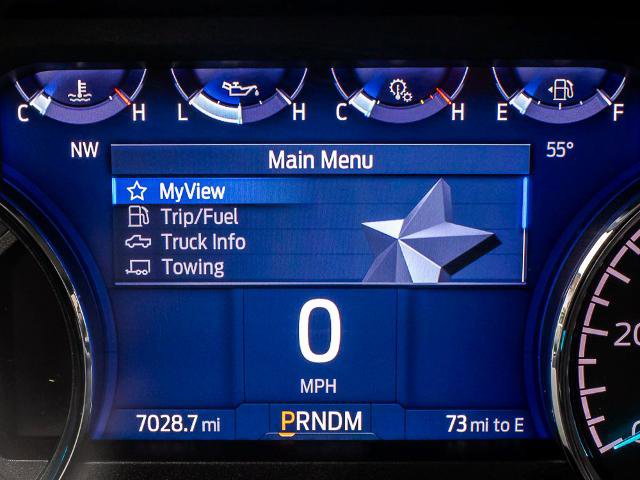 C H L H C H E F
NW Main Menu 55°
MyView
Trip/Fuel
Truck Info
Towing
0
MPH
20
7028.7 mi PRNDM 73 mi to E
0